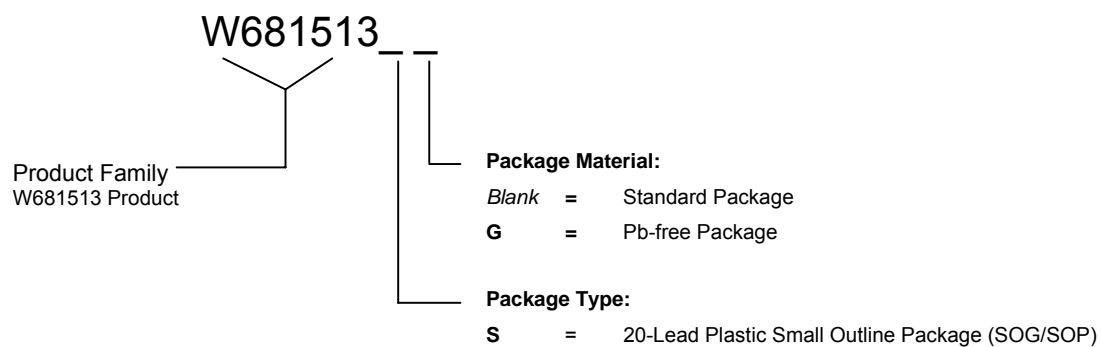 W681513_ _
Product Family
W681513 Product
Package Material:
Blank = Standard Package
G = Pb-free Package
Package Type:
S = 20-Lead Plastic Small Outline Package (SOG/SOP)